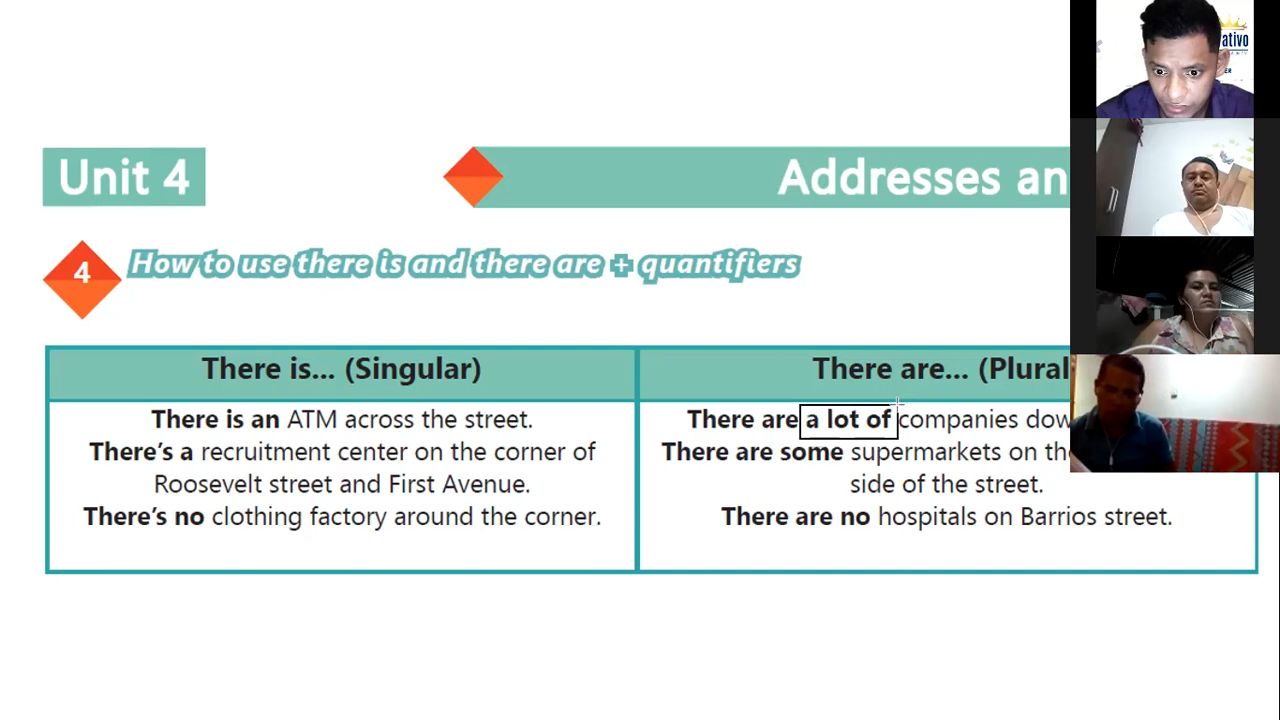 Unit 4
Addresses an
4
How to use there is and there are + quantifiers
There is... (Singular)
There is an ATM across the street.
There's a recruitment center on the corner of
Roosevelt street and First Avenue.
There's no clothing factory around the corner.
There are... (Plural
There are a lot of companies dow
There are some supermarkets on the
side of the street.
There are no hospitals on Barrios street.